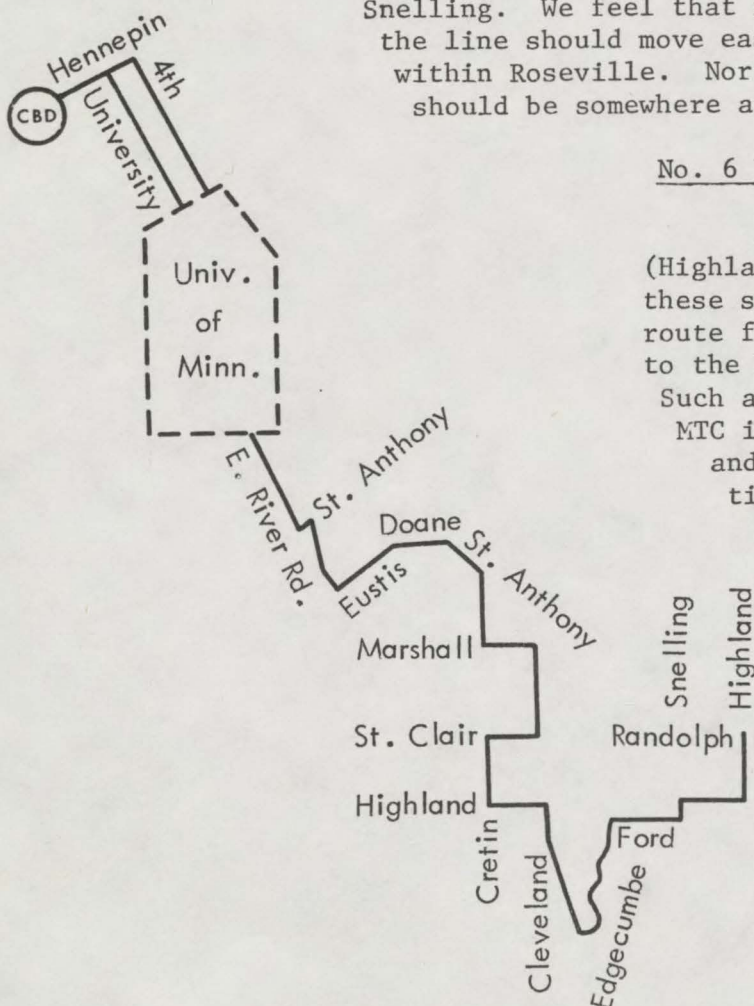 Snelling. We feel that
the line should move ea
within Roseville. Nor
should be somewhere a
No. 6
(Highla
these s
route f
to the
Such a
MTC i
and
ti
Hennepin
4th
CBD
University
Univ.
of
Minn.
E. River Rd.
St. Anthony
Doane
Eustis
St. Anthony
Marshall
Snelling
Highland
St. Clair
Randolph
Highland
Ford
Cretin
Cleveland
Edgecumbe